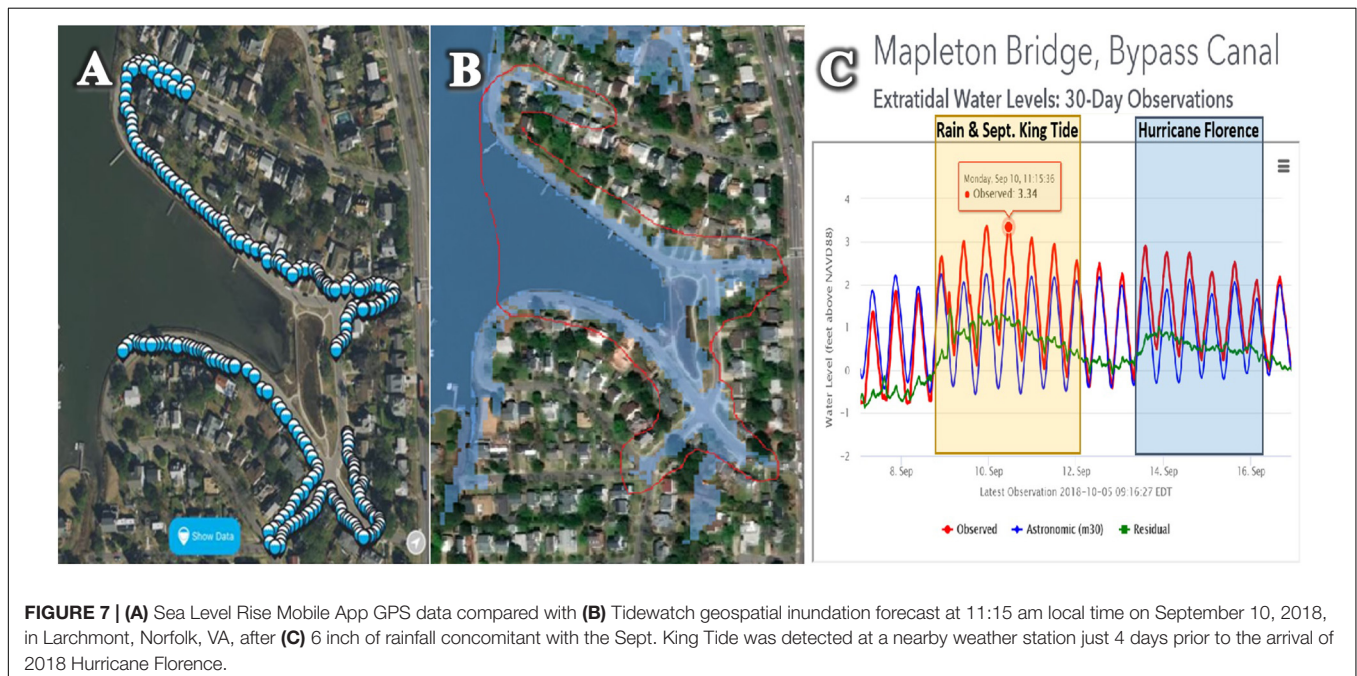 A
Show Data
B
C
Mapleton Bridge, Bypass Canal
Extratidal Water Levels: 30-Day Observations
Rain & Sept. King Tide
Hurricane Florence
Monday, Sep 10, 11:15:36
Observed: 3.34
Water Level (feet above NAVD88)
4
3
2
1
0
-1
-2
8. Sep
10. Sep
12. Sep
14. Sep
16. Sep
Latest Observation 2018-10-05 09:16:27 EDT
Observed
Astronomic (m30)
Residual
FIGURE 7 | (A) Sea Level Rise Mobile App GPS data compared with (B) Tidewatch geospatial inundation forecast at 11:15 am local time on September 10, 2018,
in Larchmont, Norfolk, VA, after (C) 6 inch of rainfall concomitant with the Sept. King Tide was detected at a nearby weather station just 4 days prior to the arrival of
2018 Hurricane Florence.